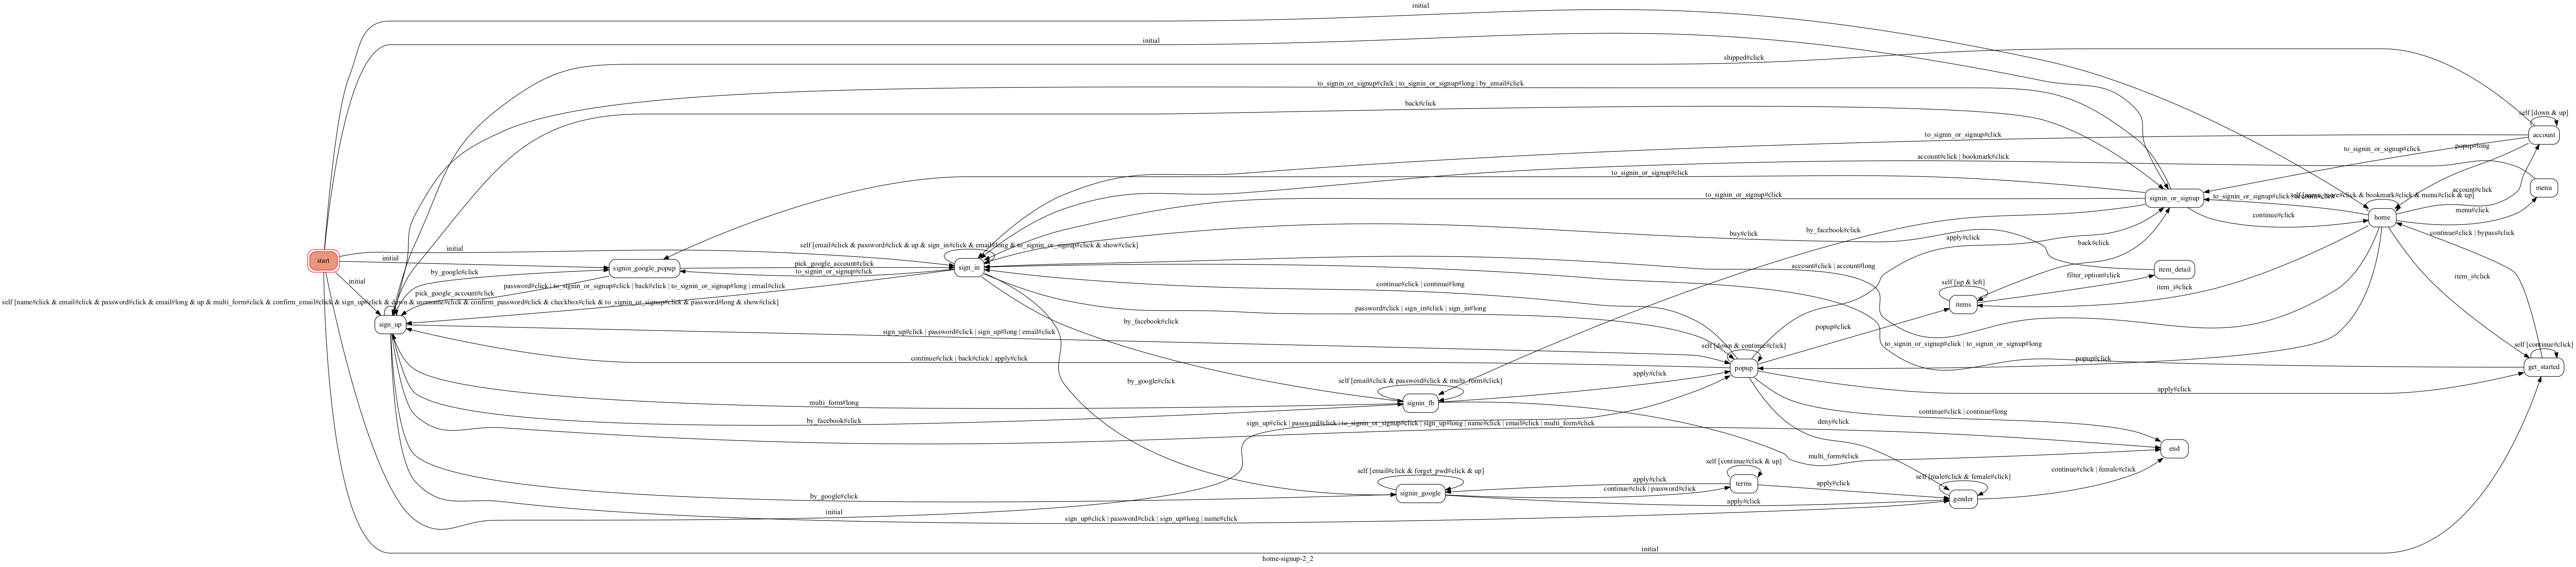 initial
initial
shipped#click
to_signin_or_signup#click | to_signin_or_signup#long | by_email#click
back#click
self [down & up]
account
to_signin_or_signup#click
to_signin_or_signup#click
popup#long
account#click | bookmark#click
to_signin_or_signup#click
menu
account#click
to_signin_or_signup#click
signin_or_signup
menu#click
continue#click
home
by_facebook#click
buy#click
continue#click | bypass#click
apply#click
back#click
self [email#click & password#click & up & sign_in#click & email#long & to_signin_or_signup#click & show#click]
initial
initial
start
pick_google_account#click
sign_in
signin_google_popup
to_signin_or_signup#click
account#click | account#long
item_detail
filter_option#click
item_i#click
item_i#click
by_google#click
initial
self [up & left]
continue#click | continue#long
password#click | to_signin_or_signup#click | back#click | to_signin_or_signup#long | email#click
pick_google_account#click
self [name#click & email#click & password#click & email#long & up & multi_form#click & confirm_email#click & sign_up#click & down & username#click & confirm_password#click & checkbox#click & to_signin_or_signup#click & password#long & show#click]
items
password#click | sign_in#click | sign_in#long
by_facebook#click
sign_up
popup#click
sign_up#click | password#click | sign_up#long | email#click
to_signin_or_signup#click | to_signin_or_signup#long
self [down & continue#click]
self [continue#click]
continue#click | back#click | apply#click
popup#click
popup
get_started
apply#click
by_google#click
self [email#click & password#click & multi_form#click]
apply#click
multi_form#long
signin_fb
continue#click | continue#long
by_facebook#click
sign_up#click | password#click | to_signin_or_signup#click | sign_up#long | name#click | email#click | multi_form#click
deny#click
end
multi_form#click
self [continue#click & up]
self [email#click & forget_pwd#click & up]
continue#click | female#click
self [male#click & female#click]
apply#click
terms
apply#click
continue#click | password#click
signin_google
by_google#click
apply#click
gender
initial
sign_up#click | password#click | sign_up#long | name#click
initial
home-signup-2_2